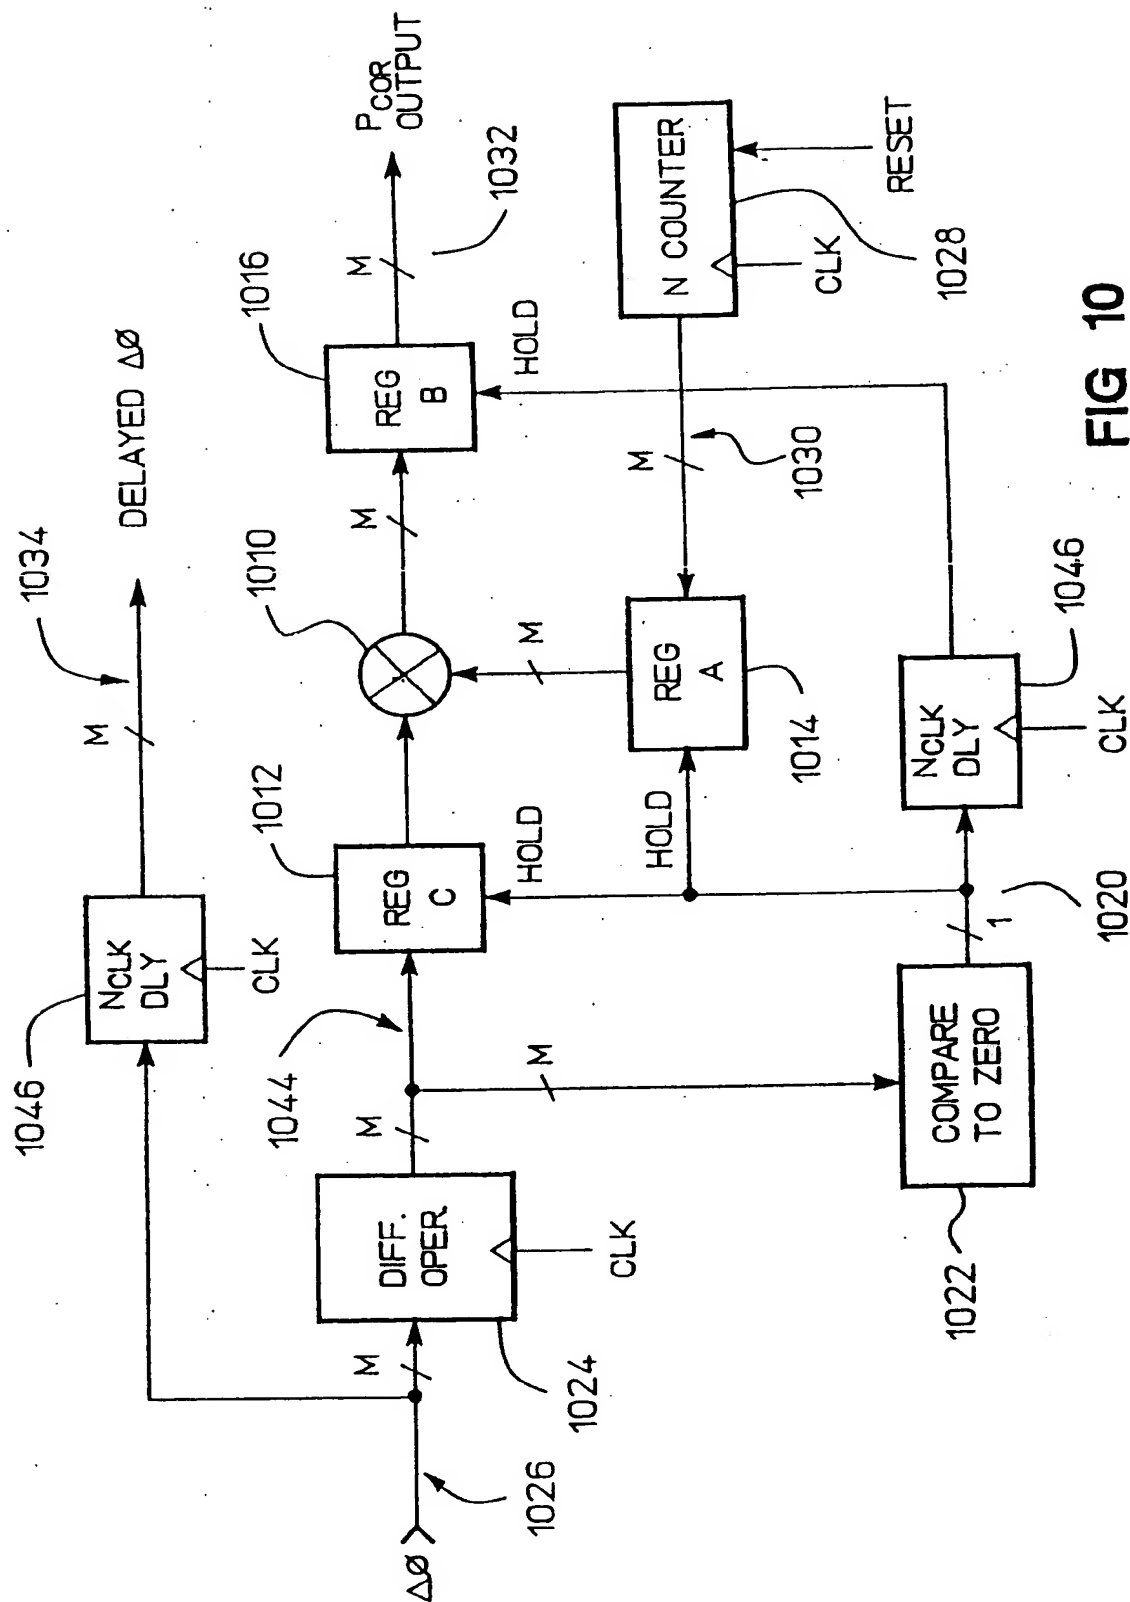 1046
NCLK
DLY
CLK
M
1034
DELAYED ΔØ
ΔØ
1026
M
DIFF.
OPER.
CLK
1024
M
1044
M
REG
C
1012
HOLD
1010
M
REG
B
1016
HOLD
M
PCOR
OUTPUT
1032
M
REG
A
1014
HOLD
M
1030
N COUNTER
CLK
RESET
1028
COMPARE
TO ZERO
1022
1
1020
NCLK
DLY
CLK
1046
FIG 10